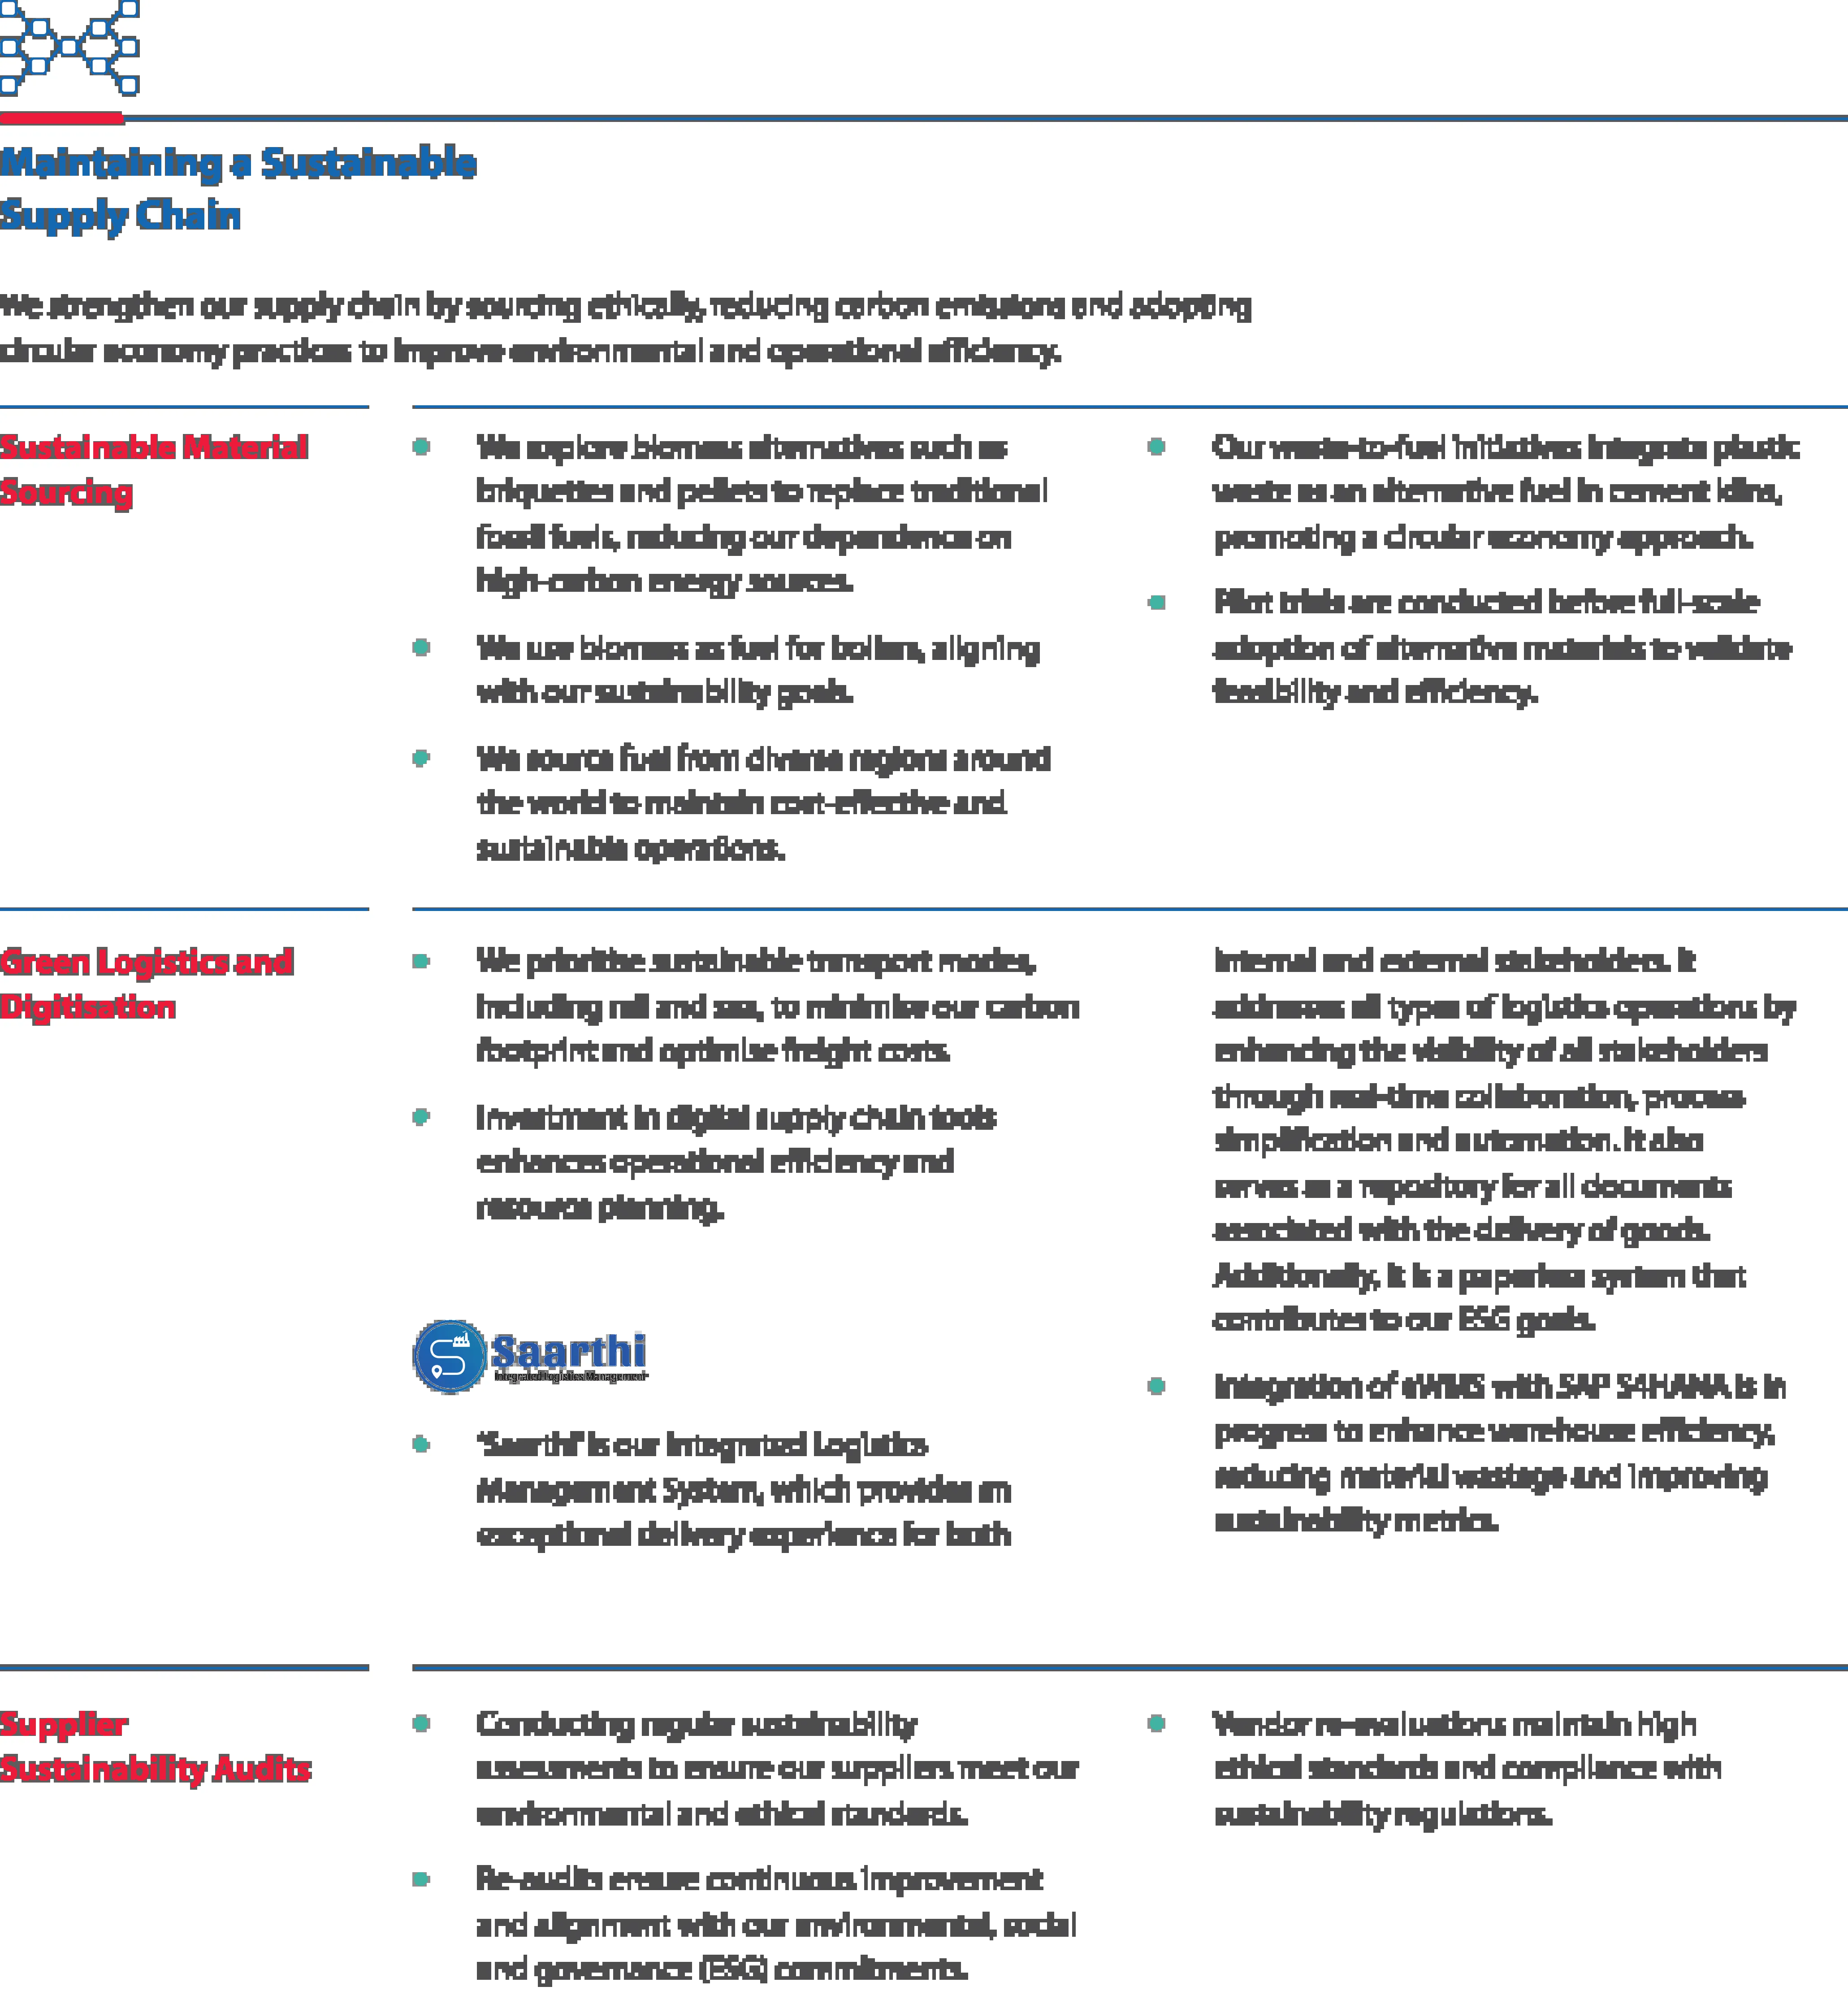 Maintaining a Sustainable
Supply Chain
We strengthen our supply chain by sourcing ethically, reducing carbon emissions and adopting
circular economy practices to improve environmental and operational efficiency.
Sustainable Material
Sourcing
We explore biomass alternatives such as
briquettes and pellets to replace traditional
fossil fuels, reducing our dependence on
high-carbon energy sources.
We use biomass as fuel for boilers, aligning
with our sustainability goals.
We source fuel from diverse regions around
the world to maintain cost-effective and
sustainable operations.
Our waste-to-fuel initiatives integrate plastic
waste as an alternative fuel in cement kilns,
promoting a circular economy approach.
Pilot trials are conducted before full-scale
adoption of alternative materials to validate
feasibility and efficiency.
Green Logistics and
Digitisation
We prioritise sustainable transport modes,
including rail and sea, to minimise our carbon
footprint and optimise freight costs.
Investment in digital supply chain tools
enhances operational efficiency and
resource planning.
Saarthi
Integrated Logistics Management
'Saarthi' is our Integrated Logistics
Management System, which provides an
exceptional delivery experience for both
internal and external stakeholders. It
addresses all types of logistics operations by
enhancing the visibility of all stakeholders
through real-time collaboration, process
simplification and automation. It also
serves as a repository for all documents
associated with the delivery of goods.
Additionally, it is a paperless system that
contributes to our ESG goals.
Integration of eWMS with SAP S4HANA is in
progress to enhance warehouse efficiency,
reducing material wastage and improving
sustainability metrics.
Supplier
Sustainability Audits
Conducting regular sustainability
assessments to ensure our suppliers meet our
environmental and ethical standards.
Re-audits ensure continuous improvement
and alignment with our environmental, social
and governance (ESG) commitments.
Vendor re-evaluations maintain high
ethical standards and compliance with
sustainability regulations.